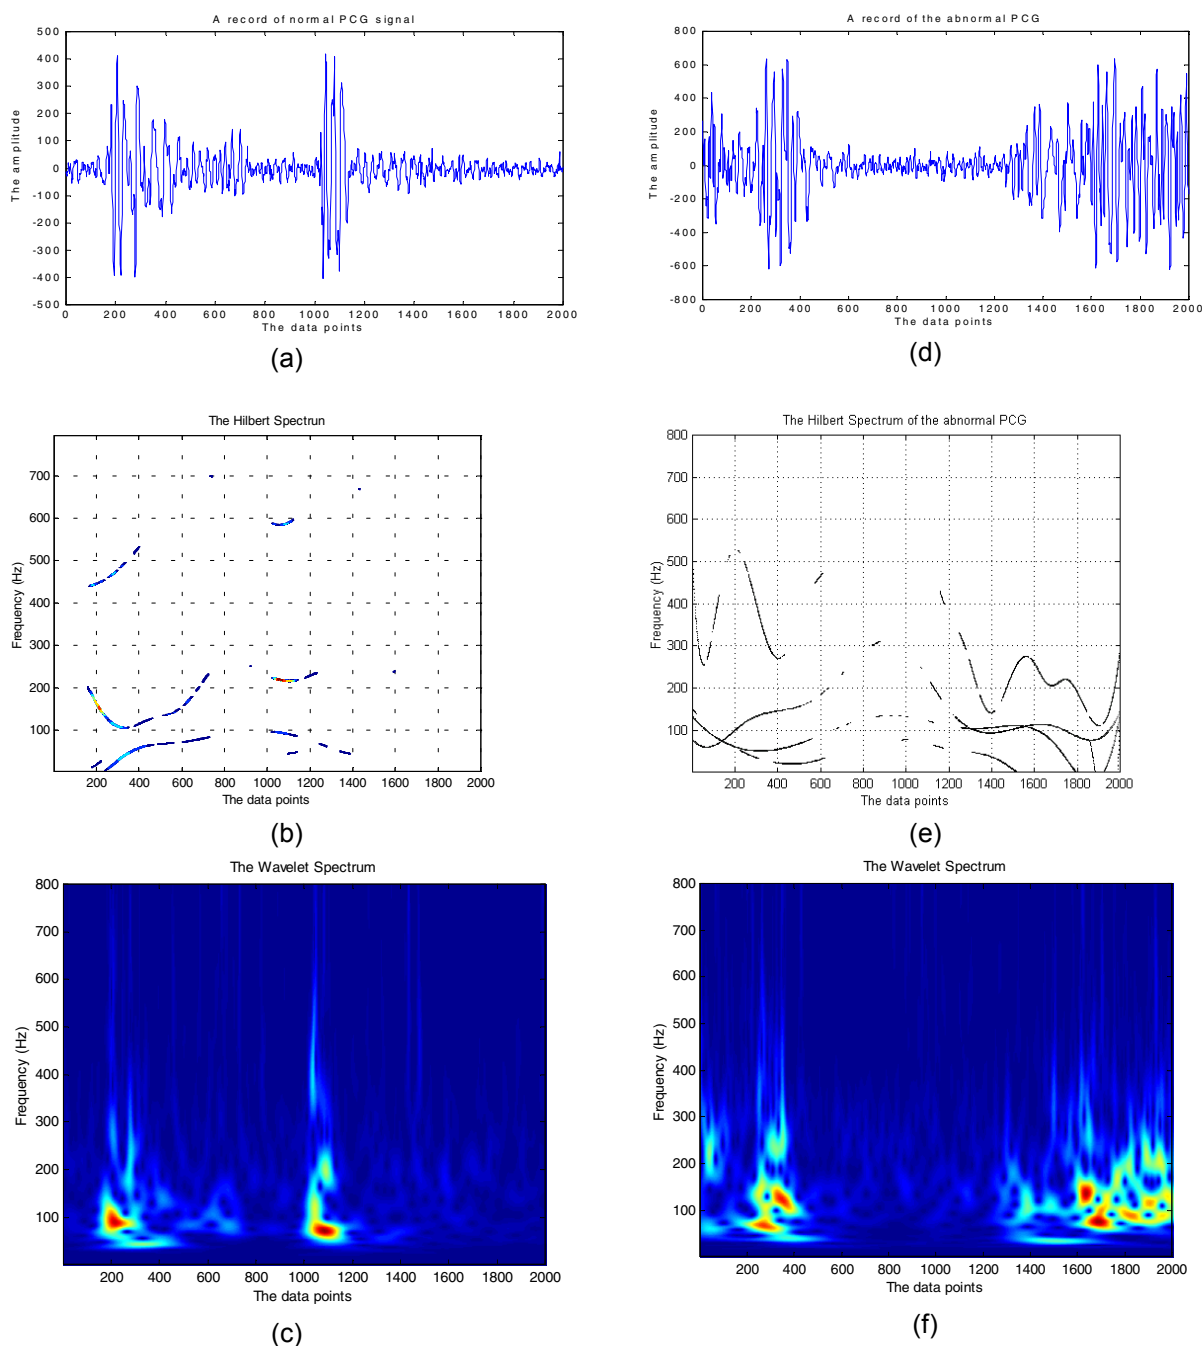 A record of normal PCG signal
500
400
300
200
100
0
-100
-200
-300
-400
-500
The amplitude
0 200 400 600 800 1000 1200 1400 1600 1800 2000
The data points
(a)
A record of the abnormal PCG
800
600
400
200
0
-200
-400
-600
-800
The amplitude
0 200 400 600 800 1000 1200 1400 1600 1800 2000
The data points
(d)
The Hilbert Spectrun
700
600
500
400
300
200
100
Frequency (Hz)
200 400 600 800 1000 1200 1400 1600 1800 2000
The data points
(b)
The Hilbert Spectrum of the abnormal PCG
800
700
600
500
400
300
200
100
Frequency (Hz)
200 400 600 800 1000 1200 1400 1600 1800 2000
The data points
(e)
The Wavelet Spectrum
800
700
600
500
400
300
200
100
Frequency (Hz)
200 400 600 800 1000 1200 1400 1600 1800 2000
The data points
(c)
The Wavelet Spectrum
800
700
600
500
400
300
200
100
Frequency (Hz)
200 400 600 800 1000 1200 1400 1600 1800 2000
The data points
(f)